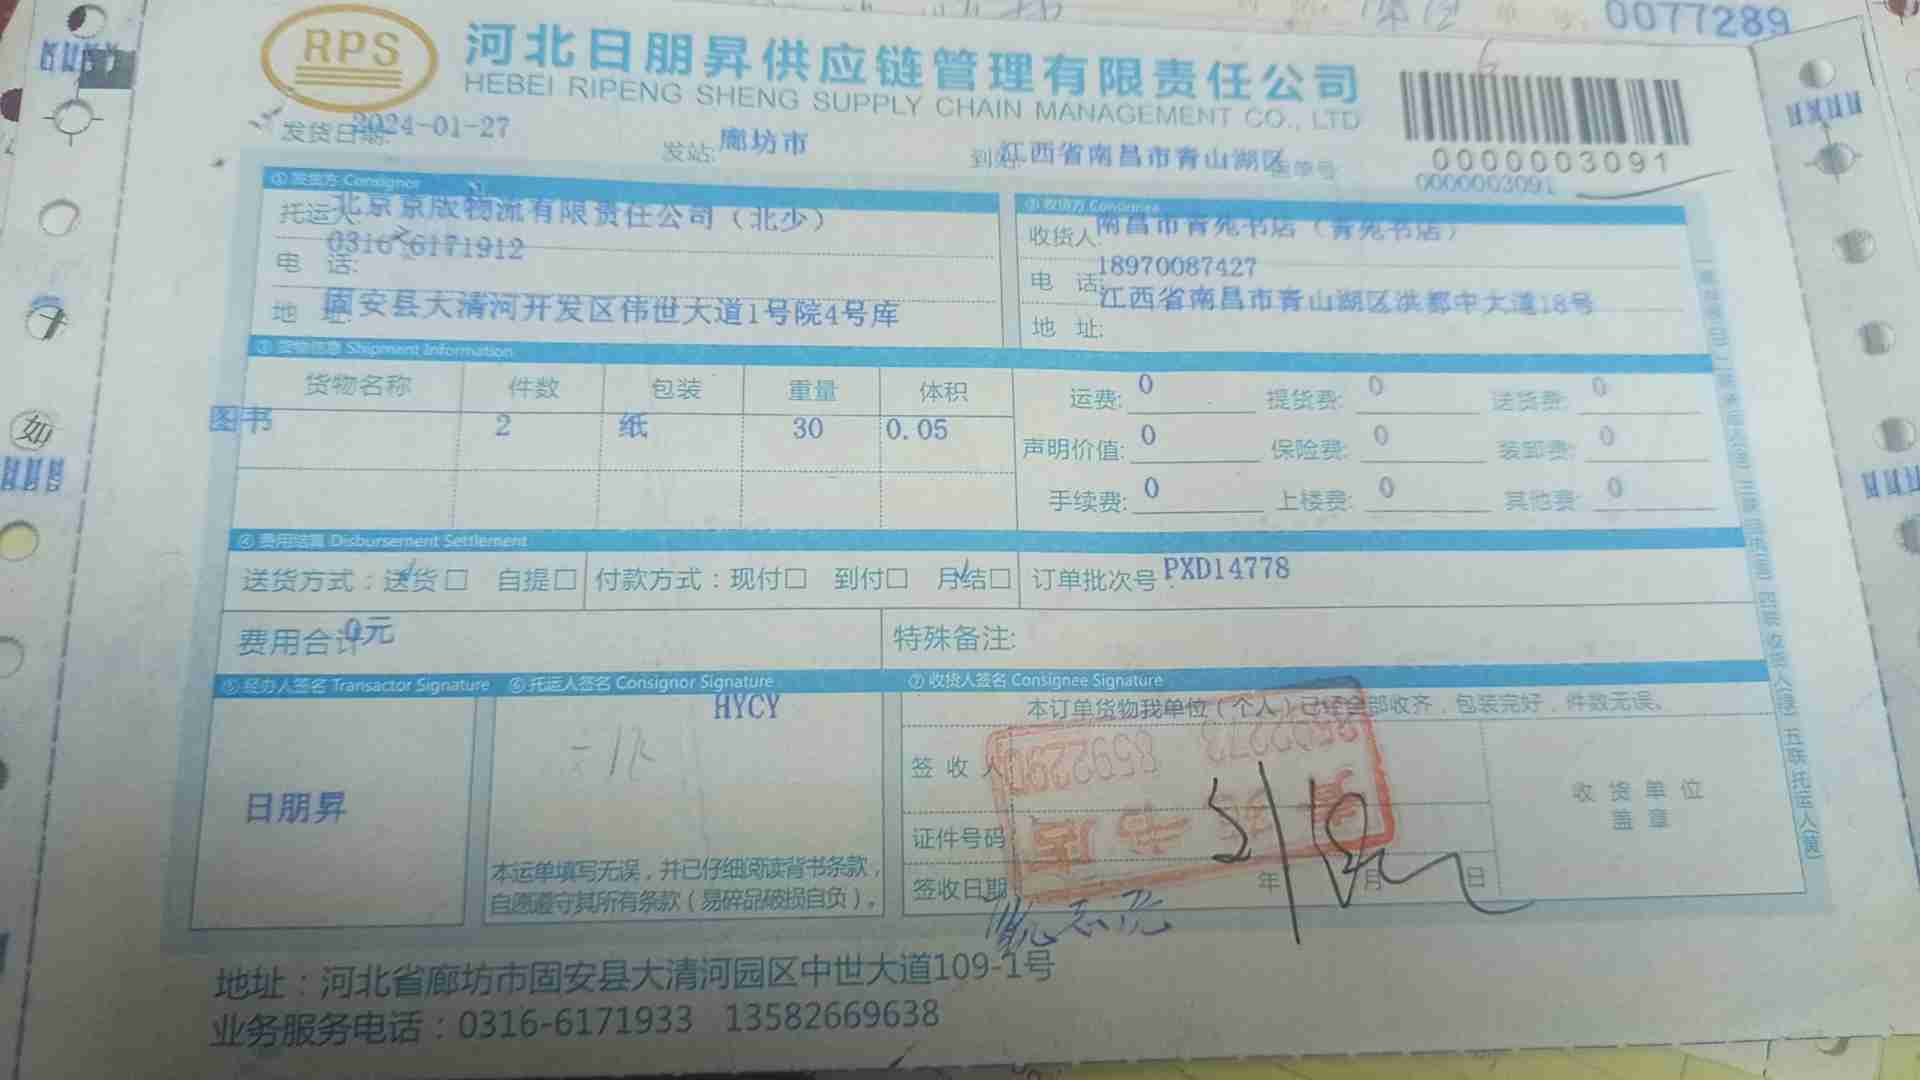 0077289
RPS
河北日朋昇供应链管理有限责任公司
HEBEI RIPENG SHENG SUPPLY CHAIN MANAGEMENT CO., LTD
0000003091
发货日期: 2024-01-27 发站: 廊坊市 到站: 江西省南昌市青山湖区 运单号: 0000003091
① 发货方 Consignor
托运人: 北京京版物流有限责任公司（北少）
电 话: 0316-6171912
地 址: 固安县大清河开发区伟世大道1号院4号库
② 收货方 Consignee
收货人: 南昌市青苑书店（青苑书店）
电 话: 18970087427
地 址: 江西省南昌市青山湖区洪都中大道18号
③ 货物信息 Shipment Information
货物名称 件数 包装 重量 体积
图书 2 纸 30 0.05
运费: 0 提货费: 0 送货费: 0
声明价值: 0 保险费: 0 装卸费: 0
手续费: 0 上楼费: 0 其他费: 0
④ 费用结算 Disbursement Settlement
送货方式：送货□ 自提□ 付款方式：现付□ 到付□ 月结□ 订单批次号: PXD14778
费用合计 0元 特殊备注:
⑤ 经办人签名 Transactor Signature ⑥ 托运人签名 Consignor Signature ⑦ 收货人签名 Consignee Signature
HYCY
日朋昇
本运单填写无误，并已仔细阅读背书条款，
自愿遵守其所有条款（易碎品破损自负）。
本订单货物我单位（个人）已经全部收齐，包装完好，件数无误。
签 收 人
证件号码
签收日期 年 月 日
收 货 单 位
盖 章
地址：河北省廊坊市固安县大清河园区中世大道109-1号
业务服务电话：0316-6171933 13582669638